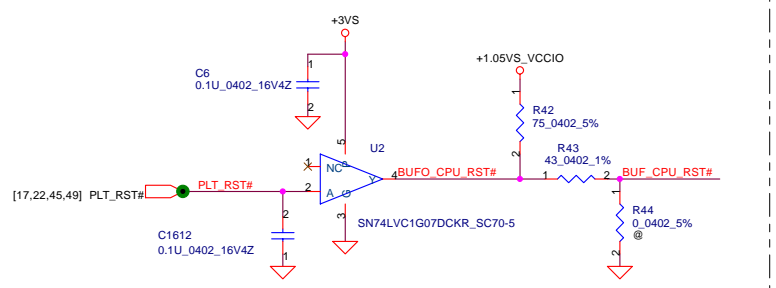 +3VS
+1.05VS_VCCIO
C6
0.1U_0402_16V4Z
1
2
1
R42
75_0402_5%
2
5
U2
1
NC
P
R43
43_0402_1%
[17,22,45,49] PLT_RST#
PLT_RST#
2
A
G
Y
4
BUFO_CPU_RST#
1
2
BUF_CPU_RST#
3
SN74LVC1G07DCKR_SC70-5
C1612
0.1U_0402_16V4Z
2
1
1
R44
0_0402_5%
@
2